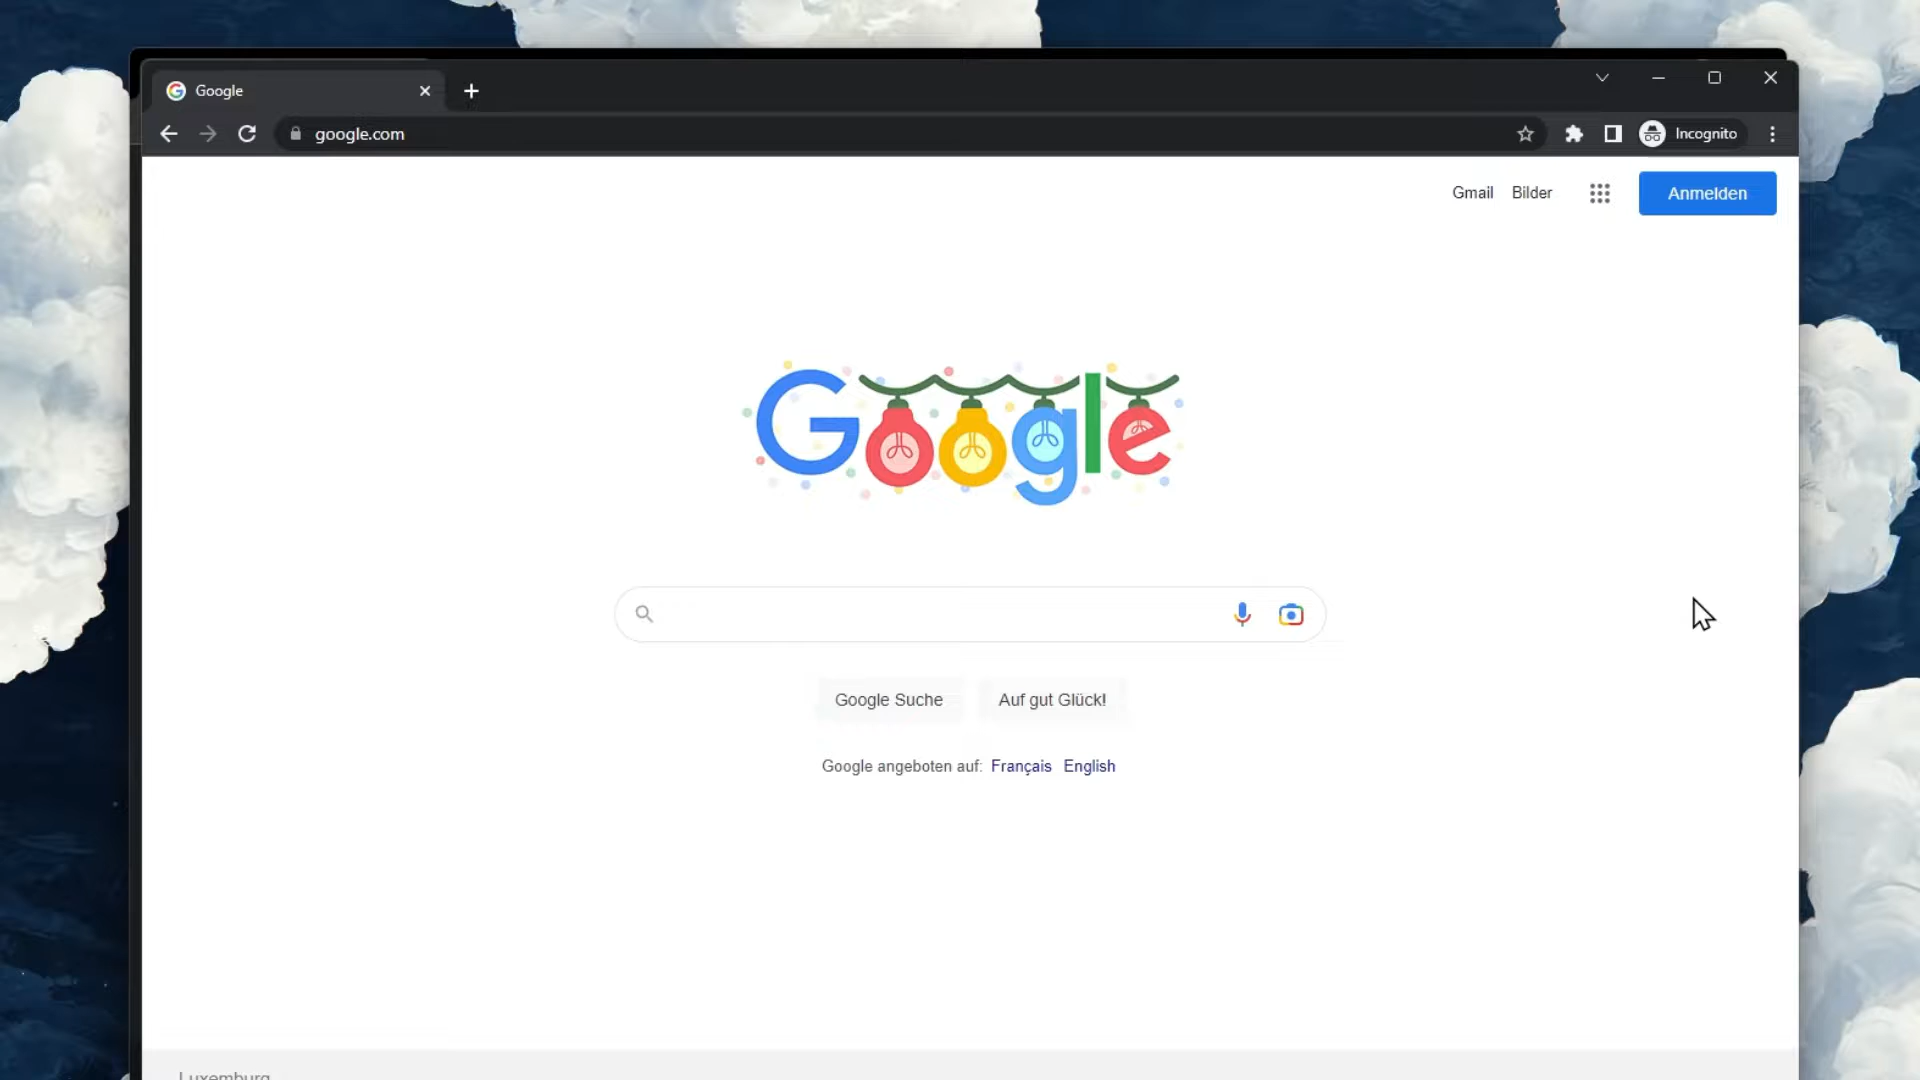 Google
google.com
Incognito
Gmail Bilder Anmelden
Google
Google Suche Auf gut Glück!
Google angeboten auf: Français English
Luxemburg